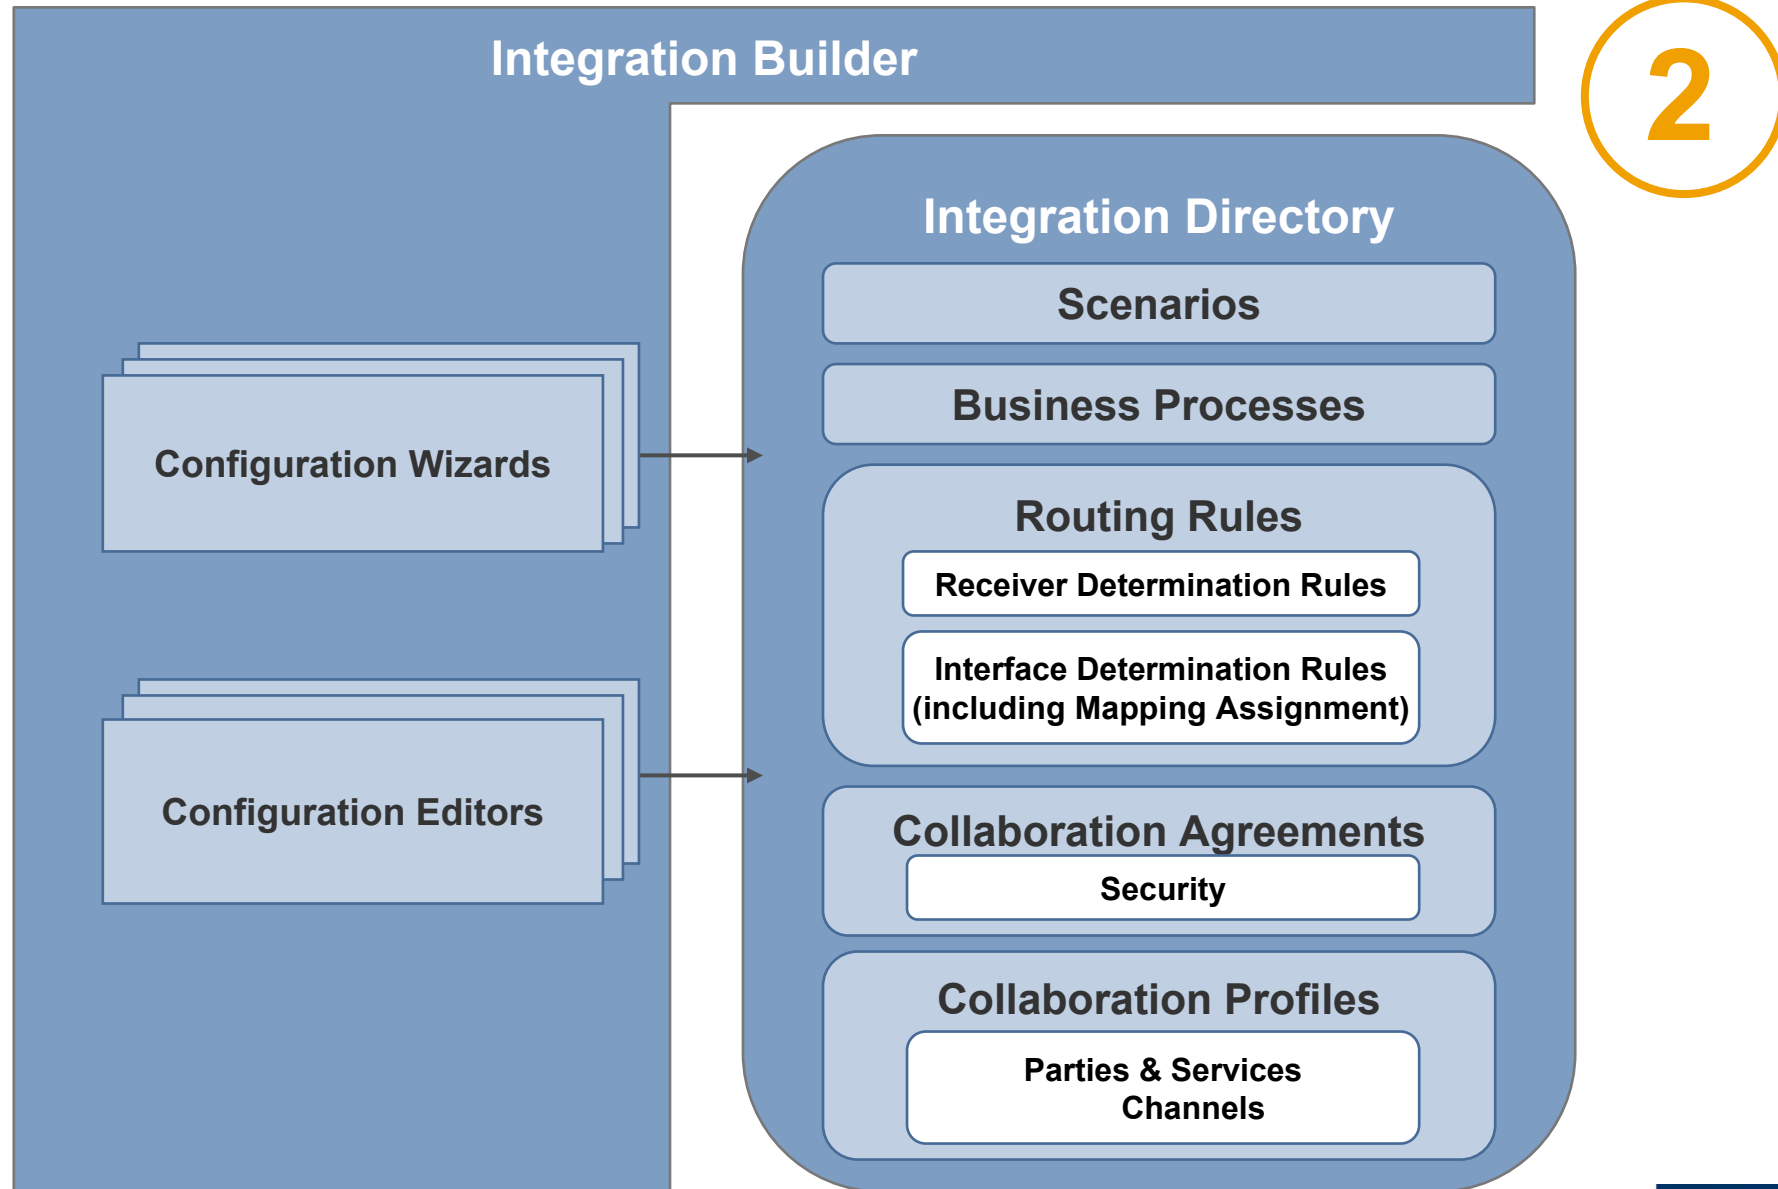 Integration Builder
2
Integration Directory
Scenarios
Business Processes
Configuration Wizards
Routing Rules
Receiver Determination Rules
Interface Determination Rules
(including Mapping Assignment)
Configuration Editors
Collaboration Agreements
Security
Collaboration Profiles
Parties & Services
Channels